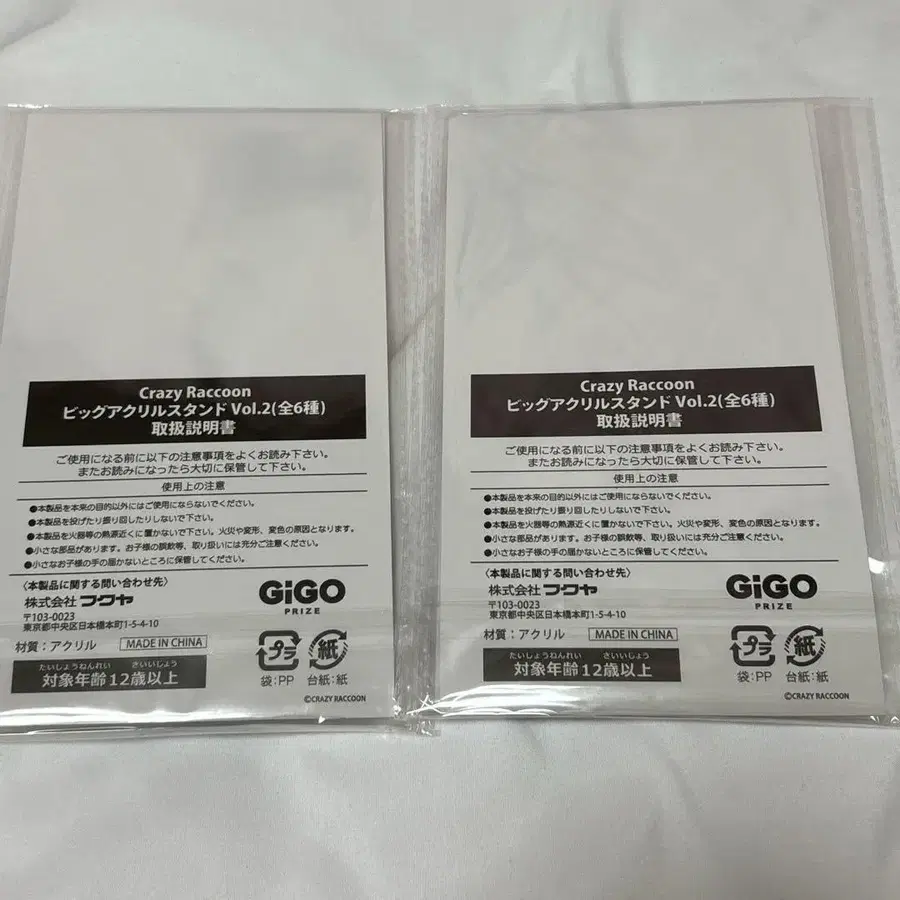 Crazy Raccoon
ビッグアクリルスタンド Vol.2(全6種)
取扱説明書
ご使用になる前に以下の注意事項をよくお読み下さい。
またお読みになったら大切に保管して下さい。
使用上の注意
●本製品を本来の目的以外にはご使用にならないでください。
●本製品を投げたり振り回したりしないで下さい。
●本製品を火器等の熱源近くに置かないで下さい。火災や変形、変色の原因となります。
●小さな部品があります。お子様の誤飲等、取り扱いには充分ご注意ください。
●小さなお子様の手の届かないところに保管してください。
〈本製品に関する問い合わせ先〉
株式会社 フクヤ
〒103-0023
東京都中央区日本橋本町1-5-4-10
GiGO
PRIZE
材質：アクリル
MADE IN CHINA
たいしょうねんれい さいいじょう
対象年齢 12歳以上
プラ
紙
袋:PP 台紙:紙
©CRAZY RACCOON
Crazy Raccoon
ビッグアクリルスタンド Vol.2(全6種)
取扱説明書
ご使用になる前に以下の注意事項をよくお読み下さい。
またお読みになったら大切に保管して下さい。
使用上の注意
●本製品を本来の目的以外にはご使用にならないでください。
●本製品を投げたり振り回したりしないで下さい。
●本製品を火器等の熱源近くに置かないで下さい。火災や変形、変色の原因となります。
●小さな部品があります。お子様の誤飲等、取り扱いには充分ご注意ください。
●小さなお子様の手の届かないところに保管してください。
〈本製品に関する問い合わせ先〉
株式会社 フクヤ
〒103-0023
東京都中央区日本橋本町1-5-4-10
GiGO
PRIZE
材質：アクリル
MADE IN CHINA
たいしょうねんれい さいいじょう
対象年齢 12歳以上
プラ
紙
袋:PP 台紙:紙
©CRAZY RACCOON